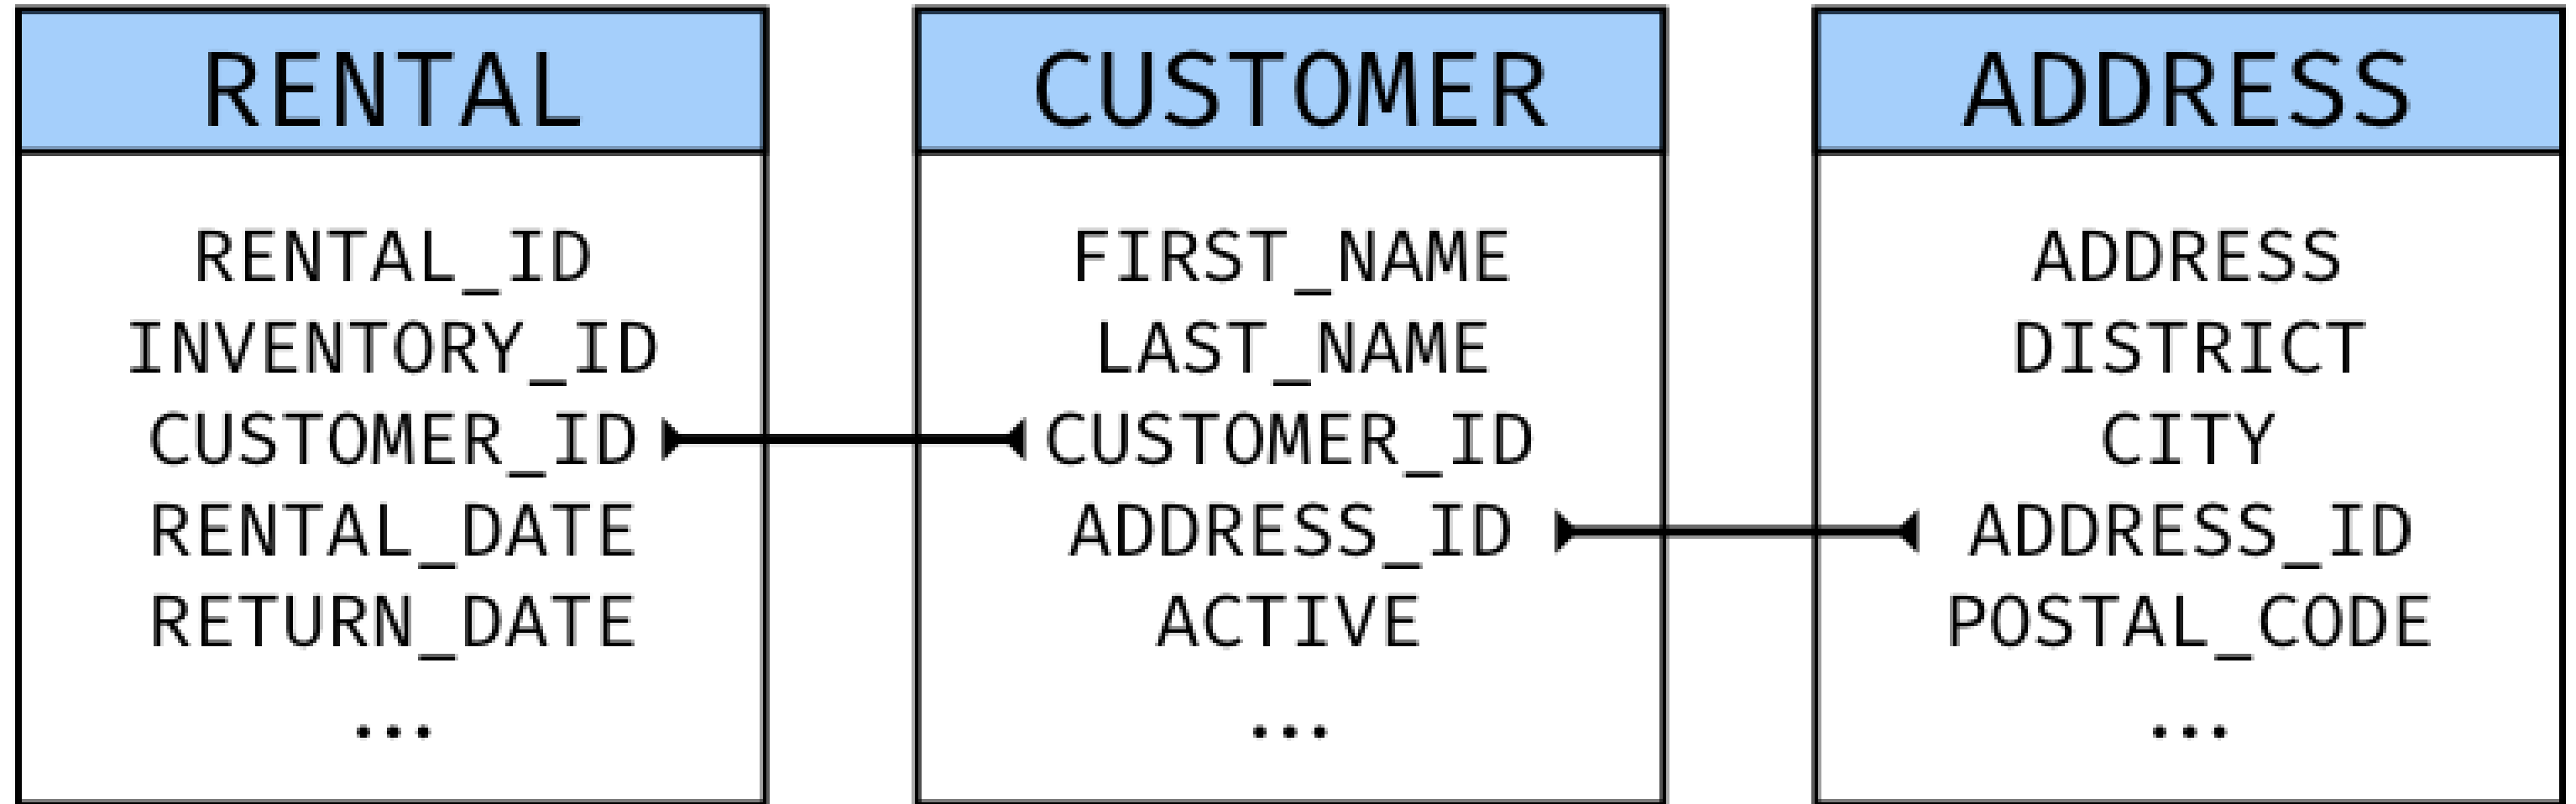 RENTAL
RENTAL_ID
INVENTORY_ID
CUSTOMER_ID
RENTAL_DATE
RETURN_DATE
...
CUSTOMER
FIRST_NAME
LAST_NAME
CUSTOMER_ID
ADDRESS_ID
ACTIVE
...
ADDRESS
ADDRESS
DISTRICT
CITY
ADDRESS_ID
POSTAL_CODE
...